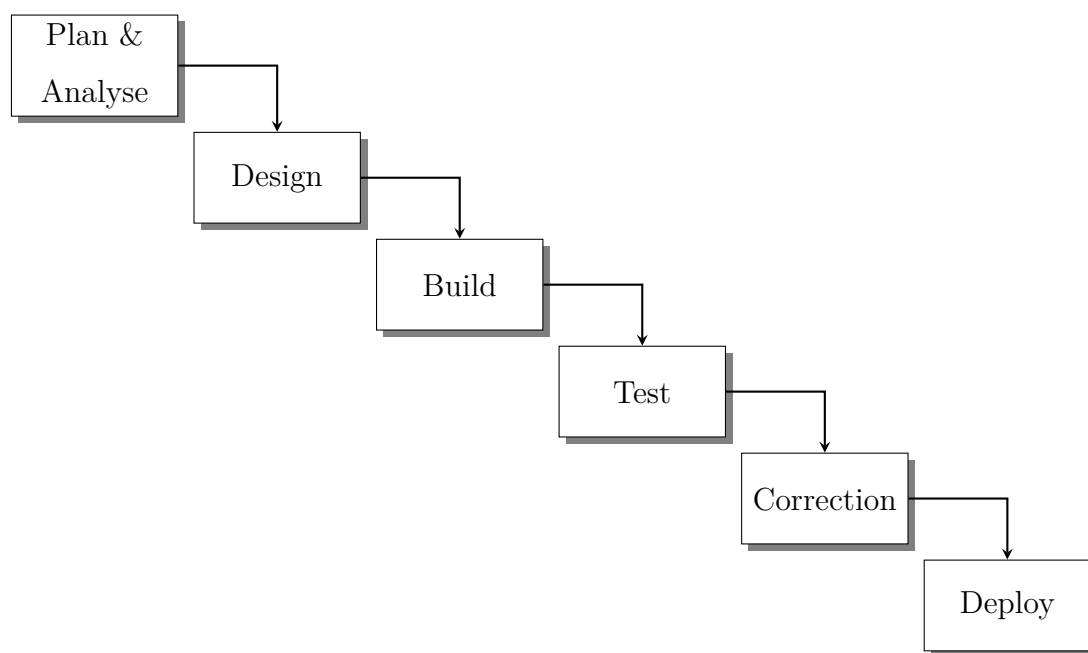 Plan &
Analyse
Design
Build
Test
Correction
Deploy